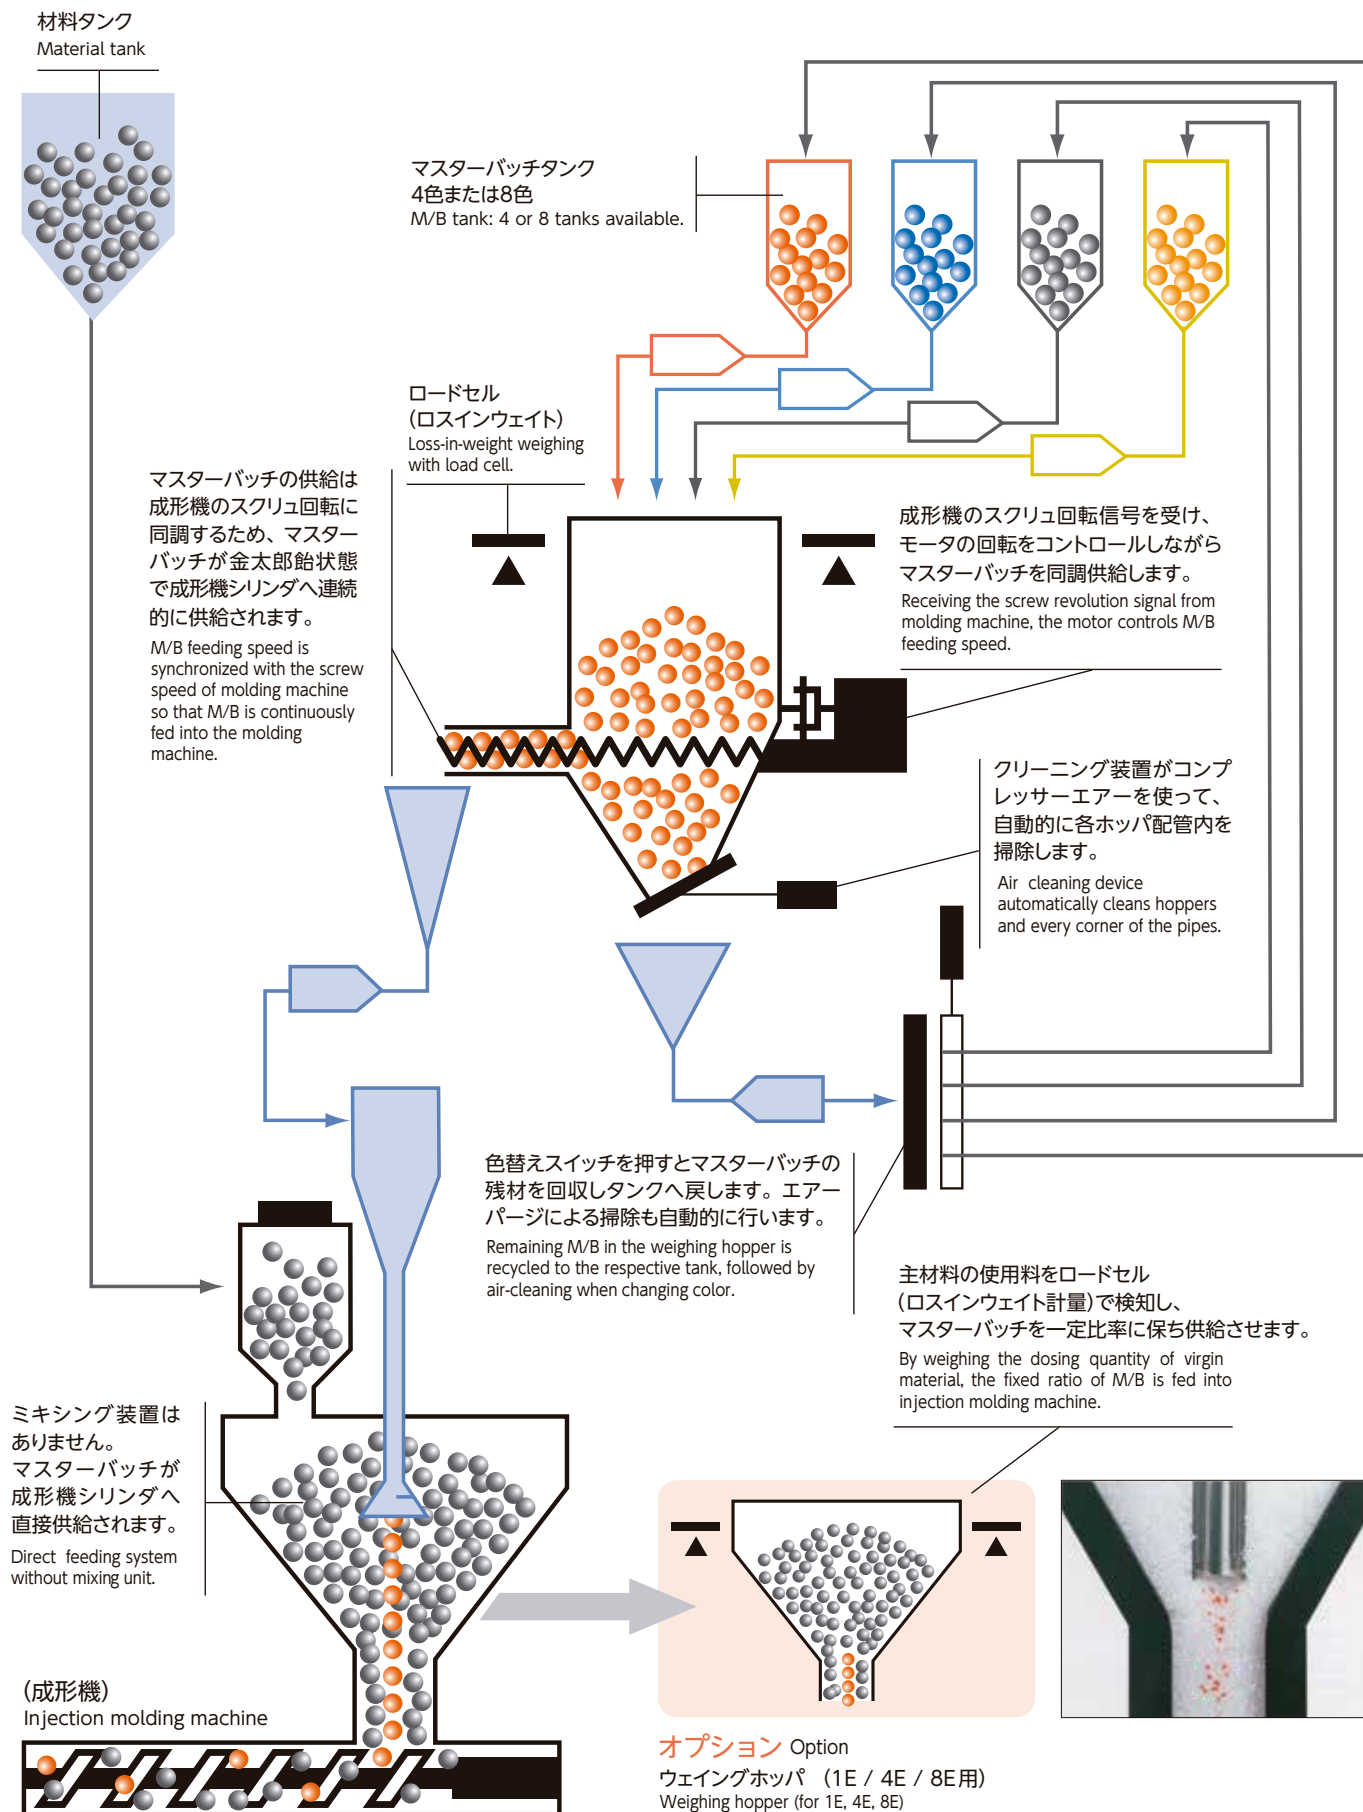 材料タンク
Material tank
マスターバッチタンク
4色または8色
M/B tank: 4 or 8 tanks available.
ロードセル
(ロスインウェイト)
Loss-in-weight weighing
with load cell.
マスターバッチの供給は
成形機のスクリュ回転に
同調するため、マスター
バッチが金太郎飴状態
で成形機シリンダへ連続
的に供給されます。
M/B feeding speed is
synchronized with the screw
speed of molding machine
so that M/B is continuously
fed into the molding
machine.
成形機のスクリュ回転信号を受け、
モータの回転をコントロールしながら
マスターバッチを同調供給します。
Receiving the screw revolution signal from
molding machine, the motor controls M/B
feeding speed.
クリーニング装置がコンプ
レッサーエアーを使って、
自動的に各ホッパ配管内を
掃除します。
Air cleaning device
automatically cleans hoppers
and every corner of the pipes.
色替えスイッチを押すとマスターバッチの
残材を回収しタンクへ戻します。エアー
パージによる掃除も自動的に行います。
Remaining M/B in the weighing hopper is
recycled to the respective tank, followed by
air-cleaning when changing color.
主材料の使用料をロードセル
(ロスインウェイト計量)で検知し、
マスターバッチを一定比率に保ち供給させます。
By weighing the dosing quantity of virgin
material, the fixed ratio of M/B is fed into
injection molding machine.
ミキシング装置は
ありません。
マスターバッチが
成形機シリンダへ
直接供給されます。
Direct feeding system
without mixing unit.
(成形機)
Injection molding machine
オプション Option
ウェイングホッパ (1E / 4E / 8E用)
Weighing hopper (for 1E, 4E, 8E)